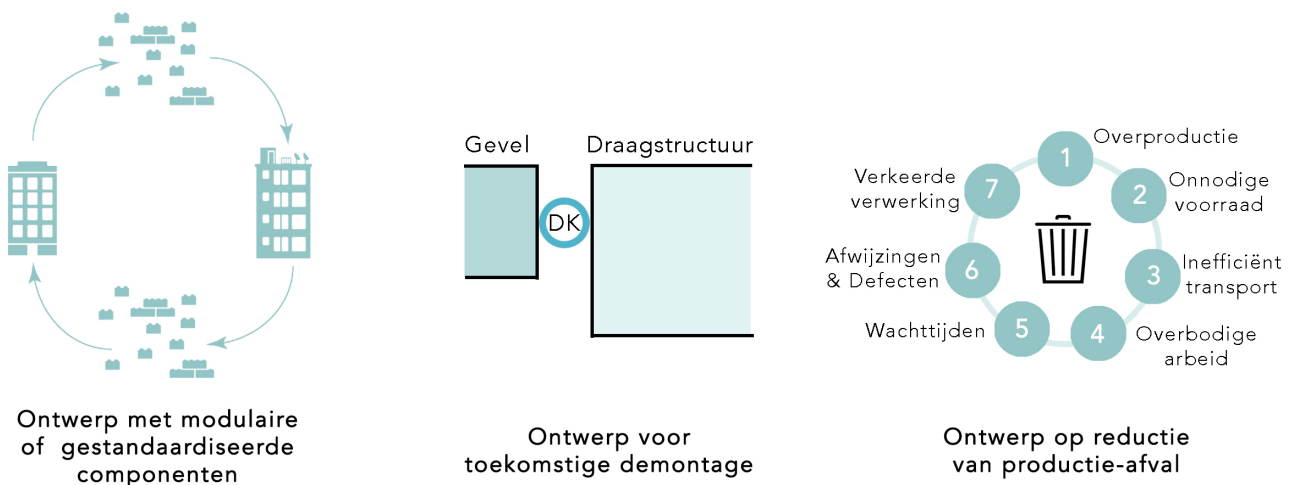 Ontwerp met modulaire
of gestandaardiseerde
componenten
Gevel
Draagstructuur
DK
Ontwerp voor
toekomstige demontage
1
Overproductie
2
Onnodige
voorraad
3
Inefficiënt
transport
4
Overbodige
arbeid
5
Wachttijden
6
Afwijzingen
& Defecten
7
Verkeerde
verwerking
Ontwerp op reductie
van productie-afval